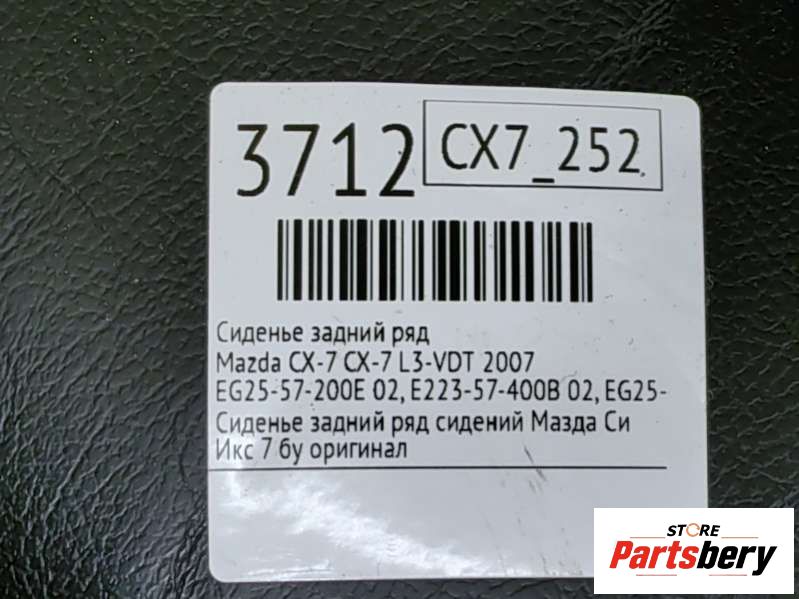 3712
CX7_252
Сиденье задний ряд
Mazda CX-7 CX-7 L3-VDT 2007
EG25-57-200E 02, E223-57-400B 02, EG25-
Сиденье задний ряд сидений Мазда Си
Икс 7 бу оригинал
STORE
Partsbery